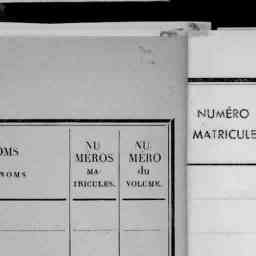 OMS
NOMS
NU
MÉROS
MA-
TRICULES.
NU-
MÉRO
du
VOLUME.
NUMÉRO
MATRICULE